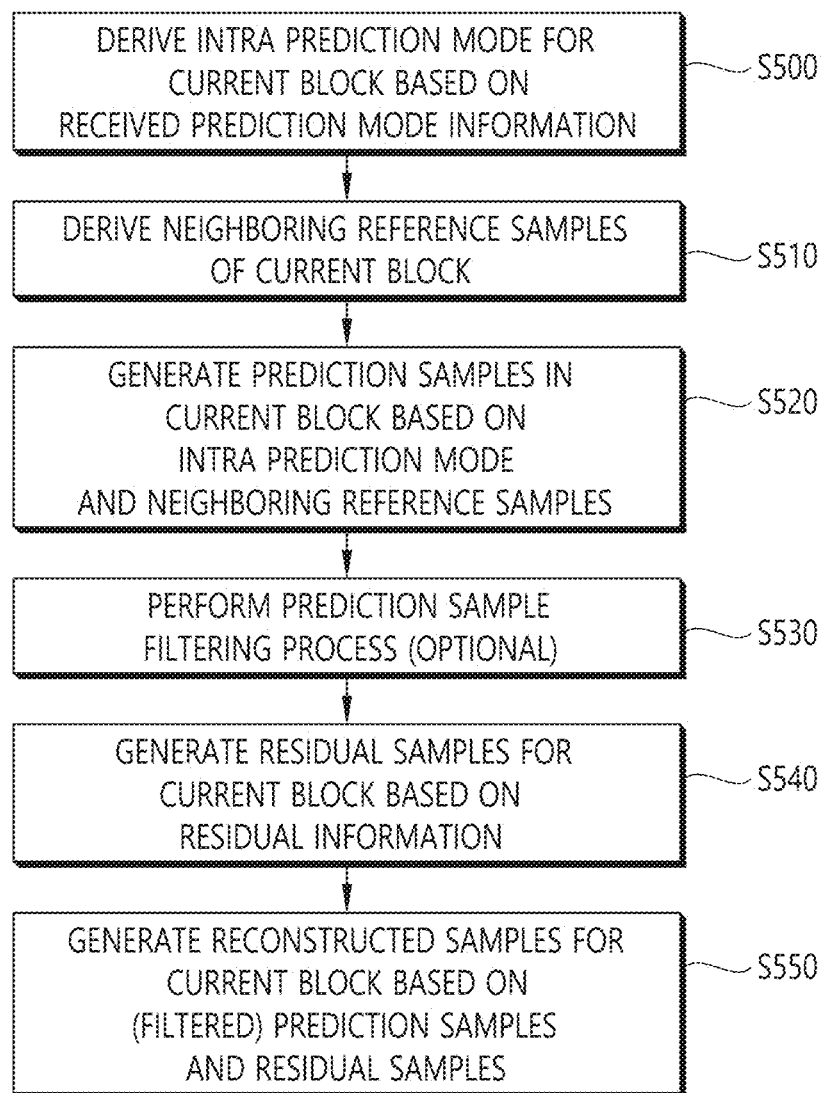 DERIVE INTRA PREDICTION MODE FOR
CURRENT BLOCK BASED ON
RECEIVED PREDICTION MODE INFORMATION
S500
DERIVE NEIGHBORING REFERENCE SAMPLES
OF CURRENT BLOCK
S510
GENERATE PREDICTION SAMPLES IN
CURRENT BLOCK BASED ON
INTRA PREDICTION MODE
AND NEIGHBORING REFERENCE SAMPLES
S520
PERFORM PREDICTION SAMPLE
FILTERING PROCESS (OPTIONAL)
S530
GENERATE RESIDUAL SAMPLES FOR
CURRENT BLOCK BASED ON
RESIDUAL INFORMATION
S540
GENERATE RECONSTRUCTED SAMPLES FOR
CURRENT BLOCK BASED ON
(FILTERED) PREDICTION SAMPLES
AND RESIDUAL SAMPLES
S550